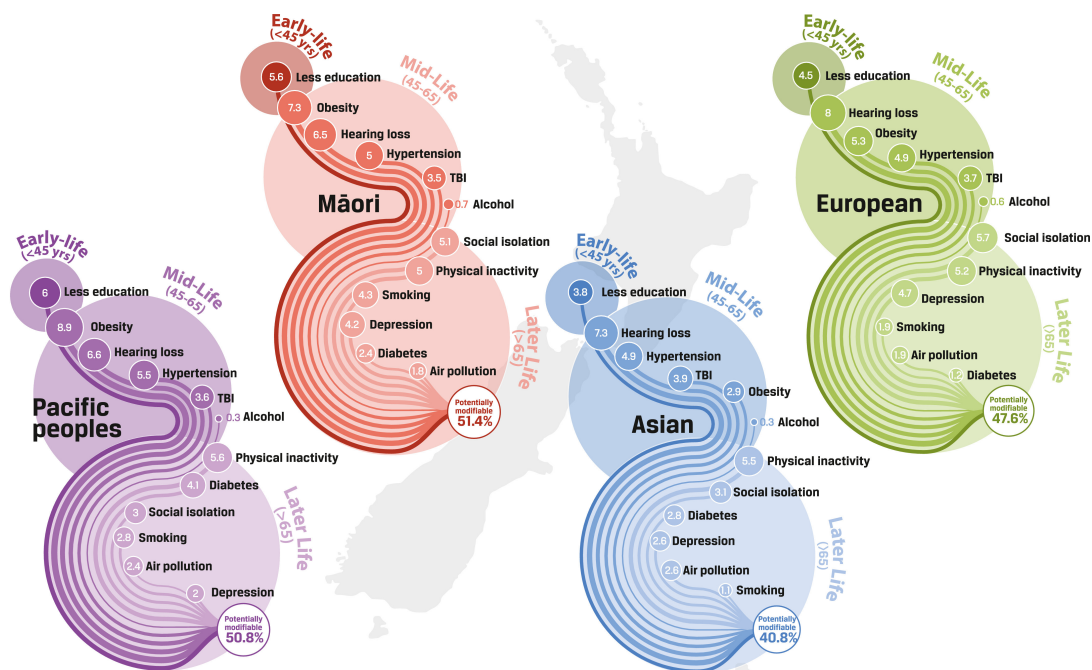 Early-life
(<45 yrs)
Mid-Life
(45-65)
5.6 Less education
7.3 Obesity
6.5 Hearing loss
5 Hypertension
3.5 TBI
0.7 Alcohol
Māori
5.1 Social isolation
5 Physical inactivity
4.3 Smoking
4.2 Depression
2.4 Diabetes
1.8 Air pollution
Later Life
(>65)
Potentially
modifiable
51.4%
Early-life
(<45 yrs)
Mid-Life
(45-65)
4.5 Less education
8 Hearing loss
5.3 Obesity
4.9 Hypertension
3.7 TBI
0.6 Alcohol
European
5.7 Social isolation
5.2 Physical inactivity
4.7 Depression
1.9 Smoking
1.9 Air pollution
1.2 Diabetes
Later Life
(>65)
Potentially
modifiable
47.6%
Early-life
(<45 yrs)
Mid-Life
(45-65)
6 Less education
8.9 Obesity
6.6 Hearing loss
5.5 Hypertension
3.6 TBI
0.3 Alcohol
Pacific
peoples
5.6 Physical inactivity
4.1 Diabetes
3 Social isolation
2.8 Smoking
2.4 Air pollution
2 Depression
Later Life
(>65)
Potentially
modifiable
50.8%
Early-life
(<45 yrs)
Mid-Life
(45-65)
3.8 Less education
7.3 Hearing loss
4.9 Hypertension
3.9 TBI
2.9 Obesity
0.3 Alcohol
Asian
5.5 Physical inactivity
3.1 Social isolation
2.8 Diabetes
2.6 Depression
2.6 Air pollution
1.1 Smoking
Later Life
(>65)
Potentially
modifiable
40.8%